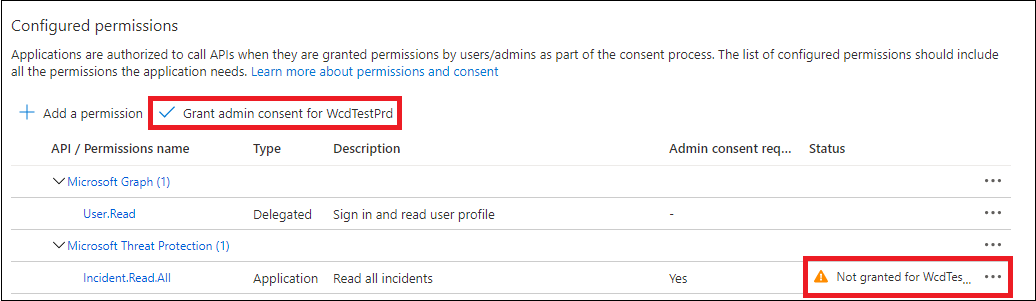 Configured permissions
Applications are authorized to call APIs when they are granted permissions by users/admins as part of the consent process. The list of configured permissions should include
all the permissions the application needs. Learn more about permissions and consent
+ Add a permission ✓ Grant admin consent for WcdTestPrd
API / Permissions name Type Description Admin consent req... Status
Microsoft Graph (1) ...
User.Read Delegated Sign in and read user profile - ...
Microsoft Threat Protection (1) ...
Incident.Read.All Application Read all incidents Yes Not granted for WcdTes... ...